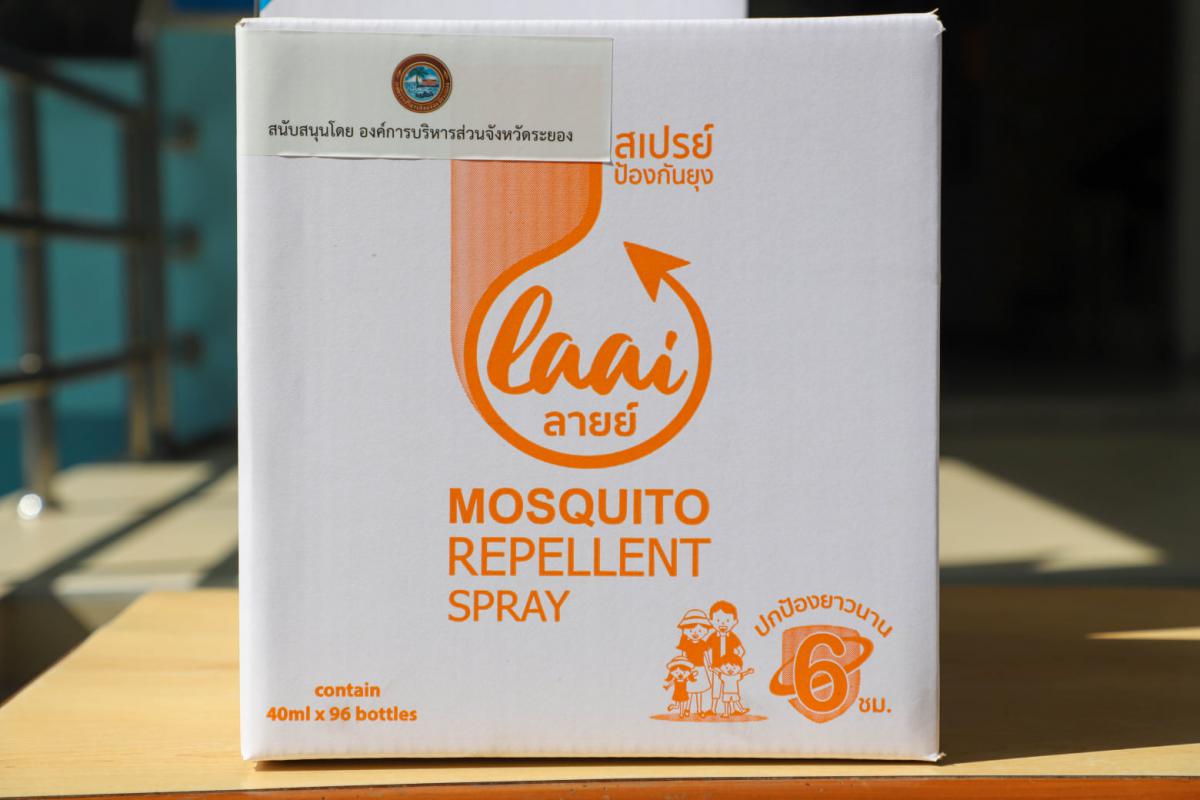 สนับสนุนโดย องค์การบริหารส่วนจังหวัดระยอง
สเปรย์
ป้องกันยุง
laai
ลายย์
MOSQUITO
REPELLENT
SPRAY
contain
40ml x 96 bottles
ปกป้องยาวนาน
6
ชม.